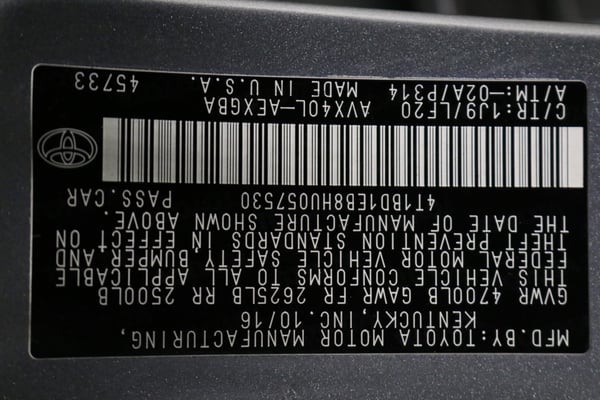 MFD.BY:TOYOTA MOTOR MANUFACTURING,
KENTUCKY,INC.10/16
GVWR 4700LB GAWR FR 2625LB RR 2500LB
THIS VEHICLE CONFORMS TO ALL APPLICABLE
FEDERAL MOTOR VEHICLE SAFETY,BUMPER,AND
THEFT PREVENTION STANDARDS IN EFFECT ON
THE DATE OF MANUFACTURE SHOWN ABOVE.
4T1BD1EB8HU057530 PASS.CAR
C/TR:1J9/LF20 AVX40L-AEXGBA
A/TM:-02A/P314 MADE IN U.S.A. 45733